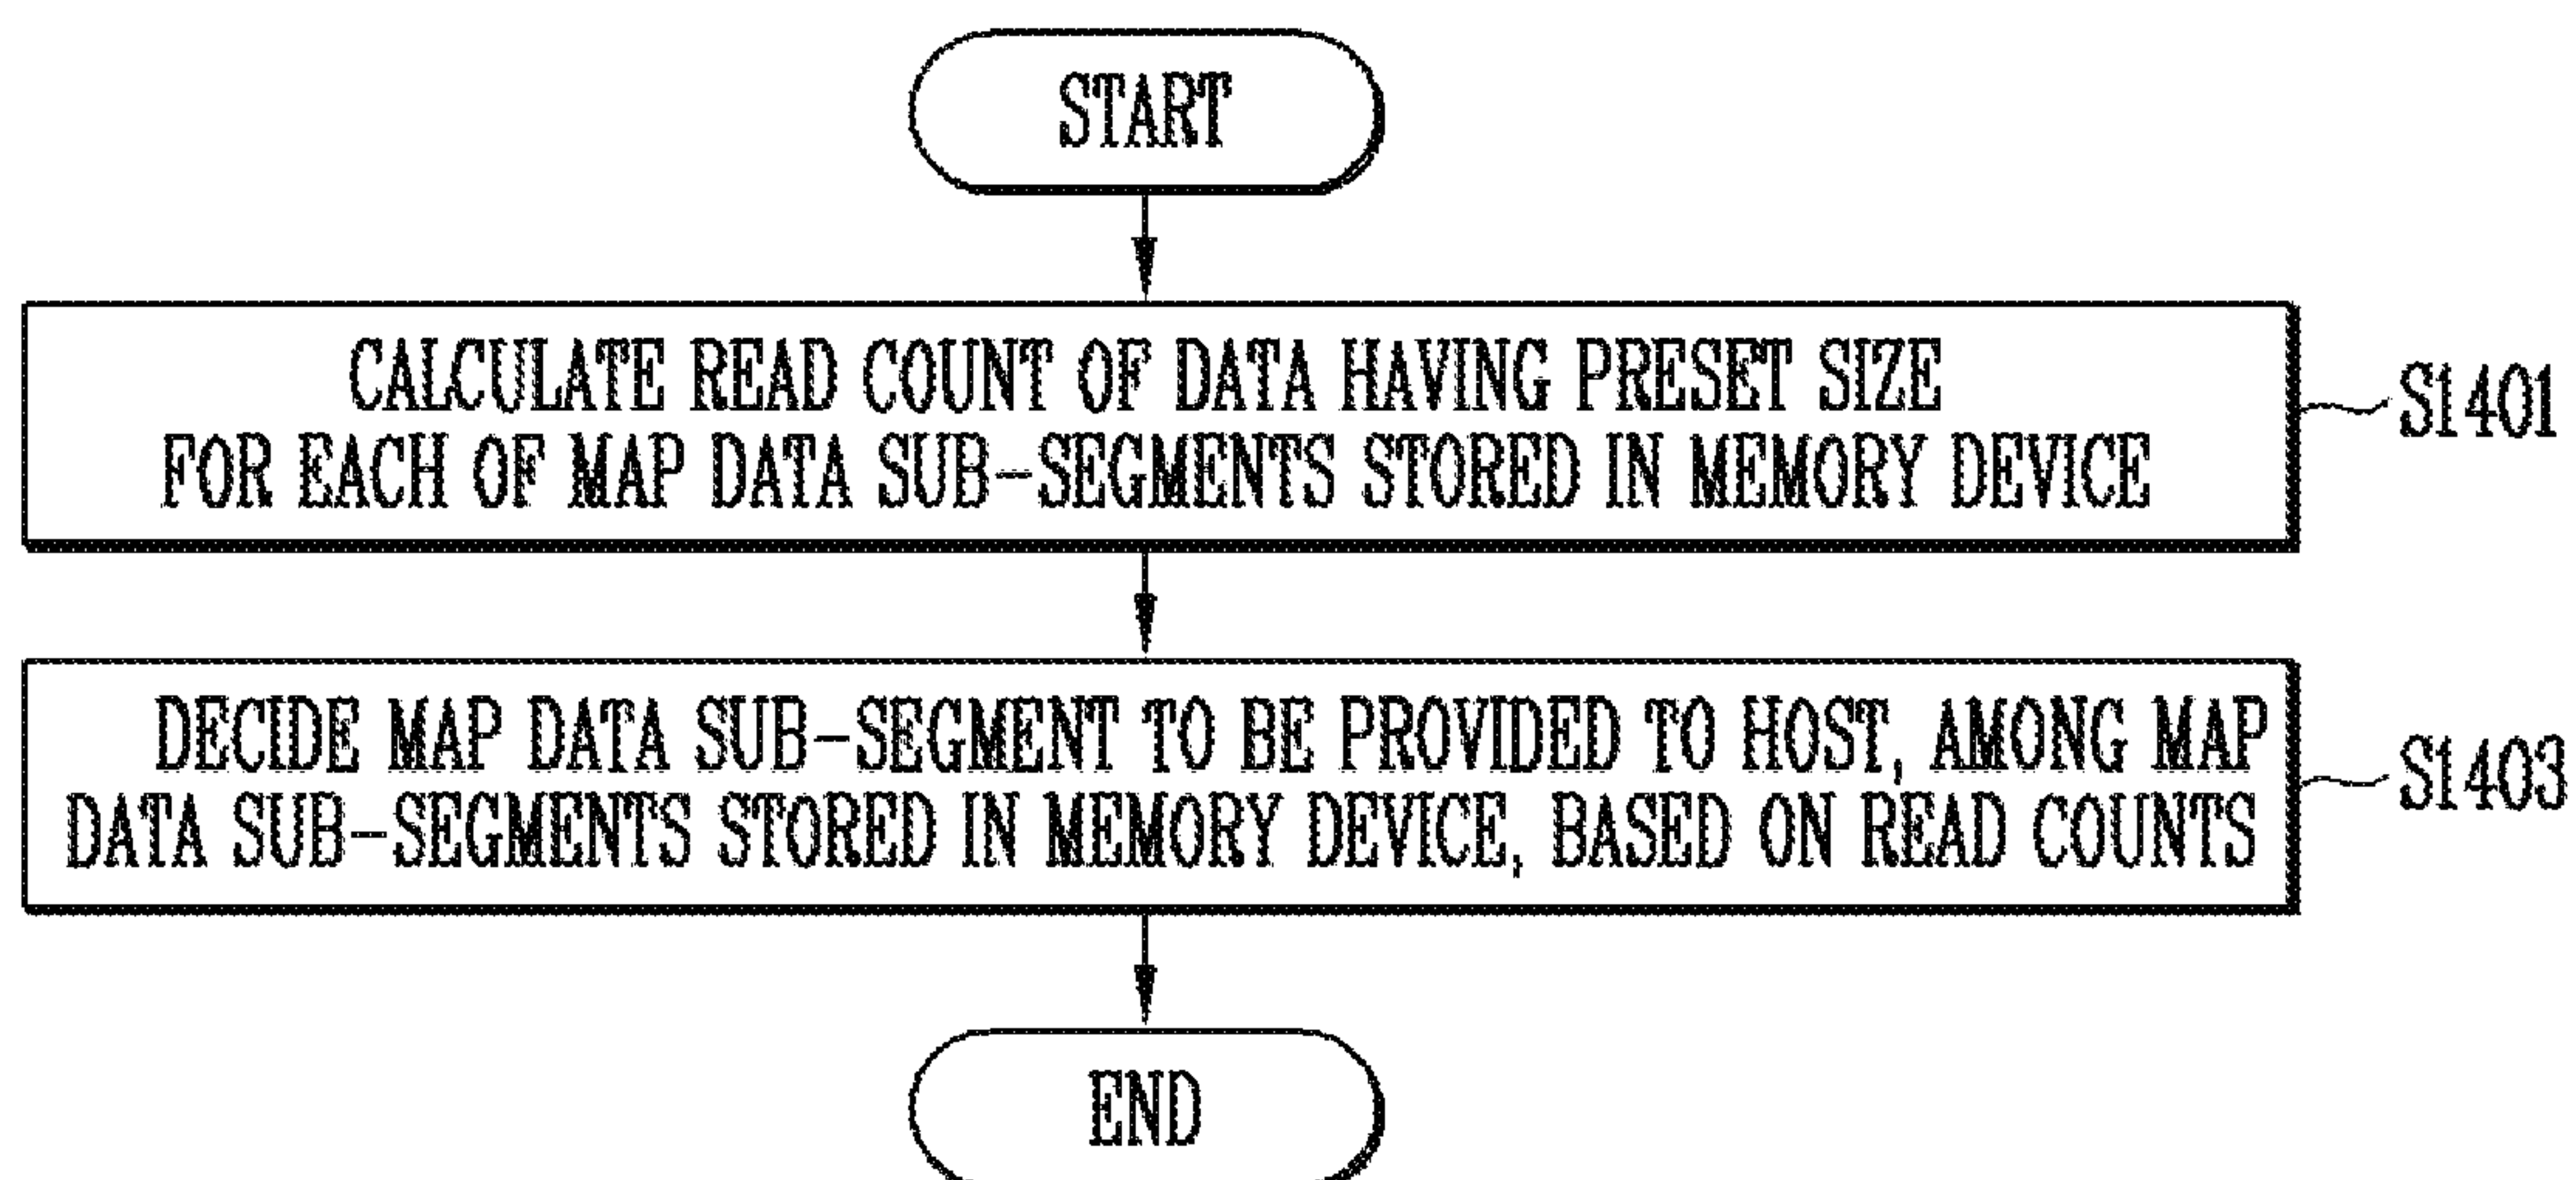 START
CALCULATE READ COUNT OF DATA HAVING PRESET SIZE
FOR EACH OF MAP DATA SUB-SEGMENTS STORED IN MEMORY DEVICE
S1401
DECIDE MAP DATA SUB-SEGMENT TO BE PROVIDED TO HOST, AMONG MAP
DATA SUB-SEGMENTS STORED IN MEMORY DEVICE, BASED ON READ COUNTS
S1403
END